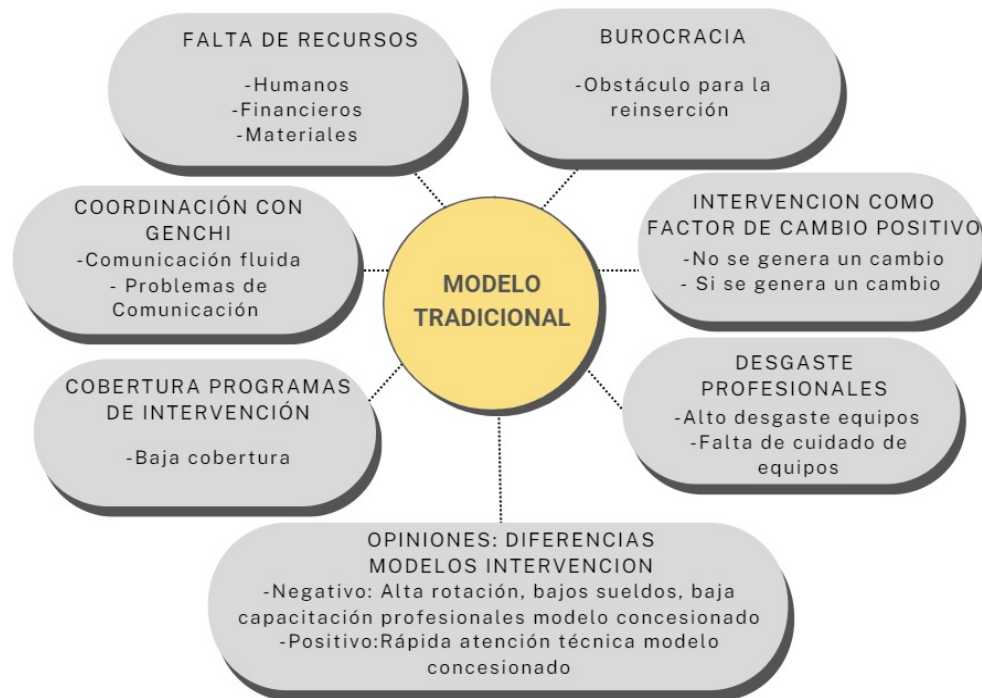 FALTA DE RECURSOS
-Humanos
-Financieros
-Materiales
BUROCRACIA
-Obstáculo para la
reinserción
COORDINACIÓN CON
GENCHI
-Comunicación fluida
- Problemas de
Comunicación
INTERVENCION COMO
FACTOR DE CAMBIO POSITIVO
-No se genera un cambio
- Si se genera un cambio
MODELO
TRADICIONAL
COBERTURA PROGRAMAS
DE INTERVENCIÓN
-Baja cobertura
DESGASTE
PROFESIONALES
-Alto desgaste equipos
-Falta de cuidado de
equipos
OPINIONES: DIFERENCIAS
MODELOS INTERVENCION
-Negativo: Alta rotación, bajos sueldos, baja
capacitación profesionales modelo concesionado
-Positivo:Rápida atención técnica modelo
concesionado